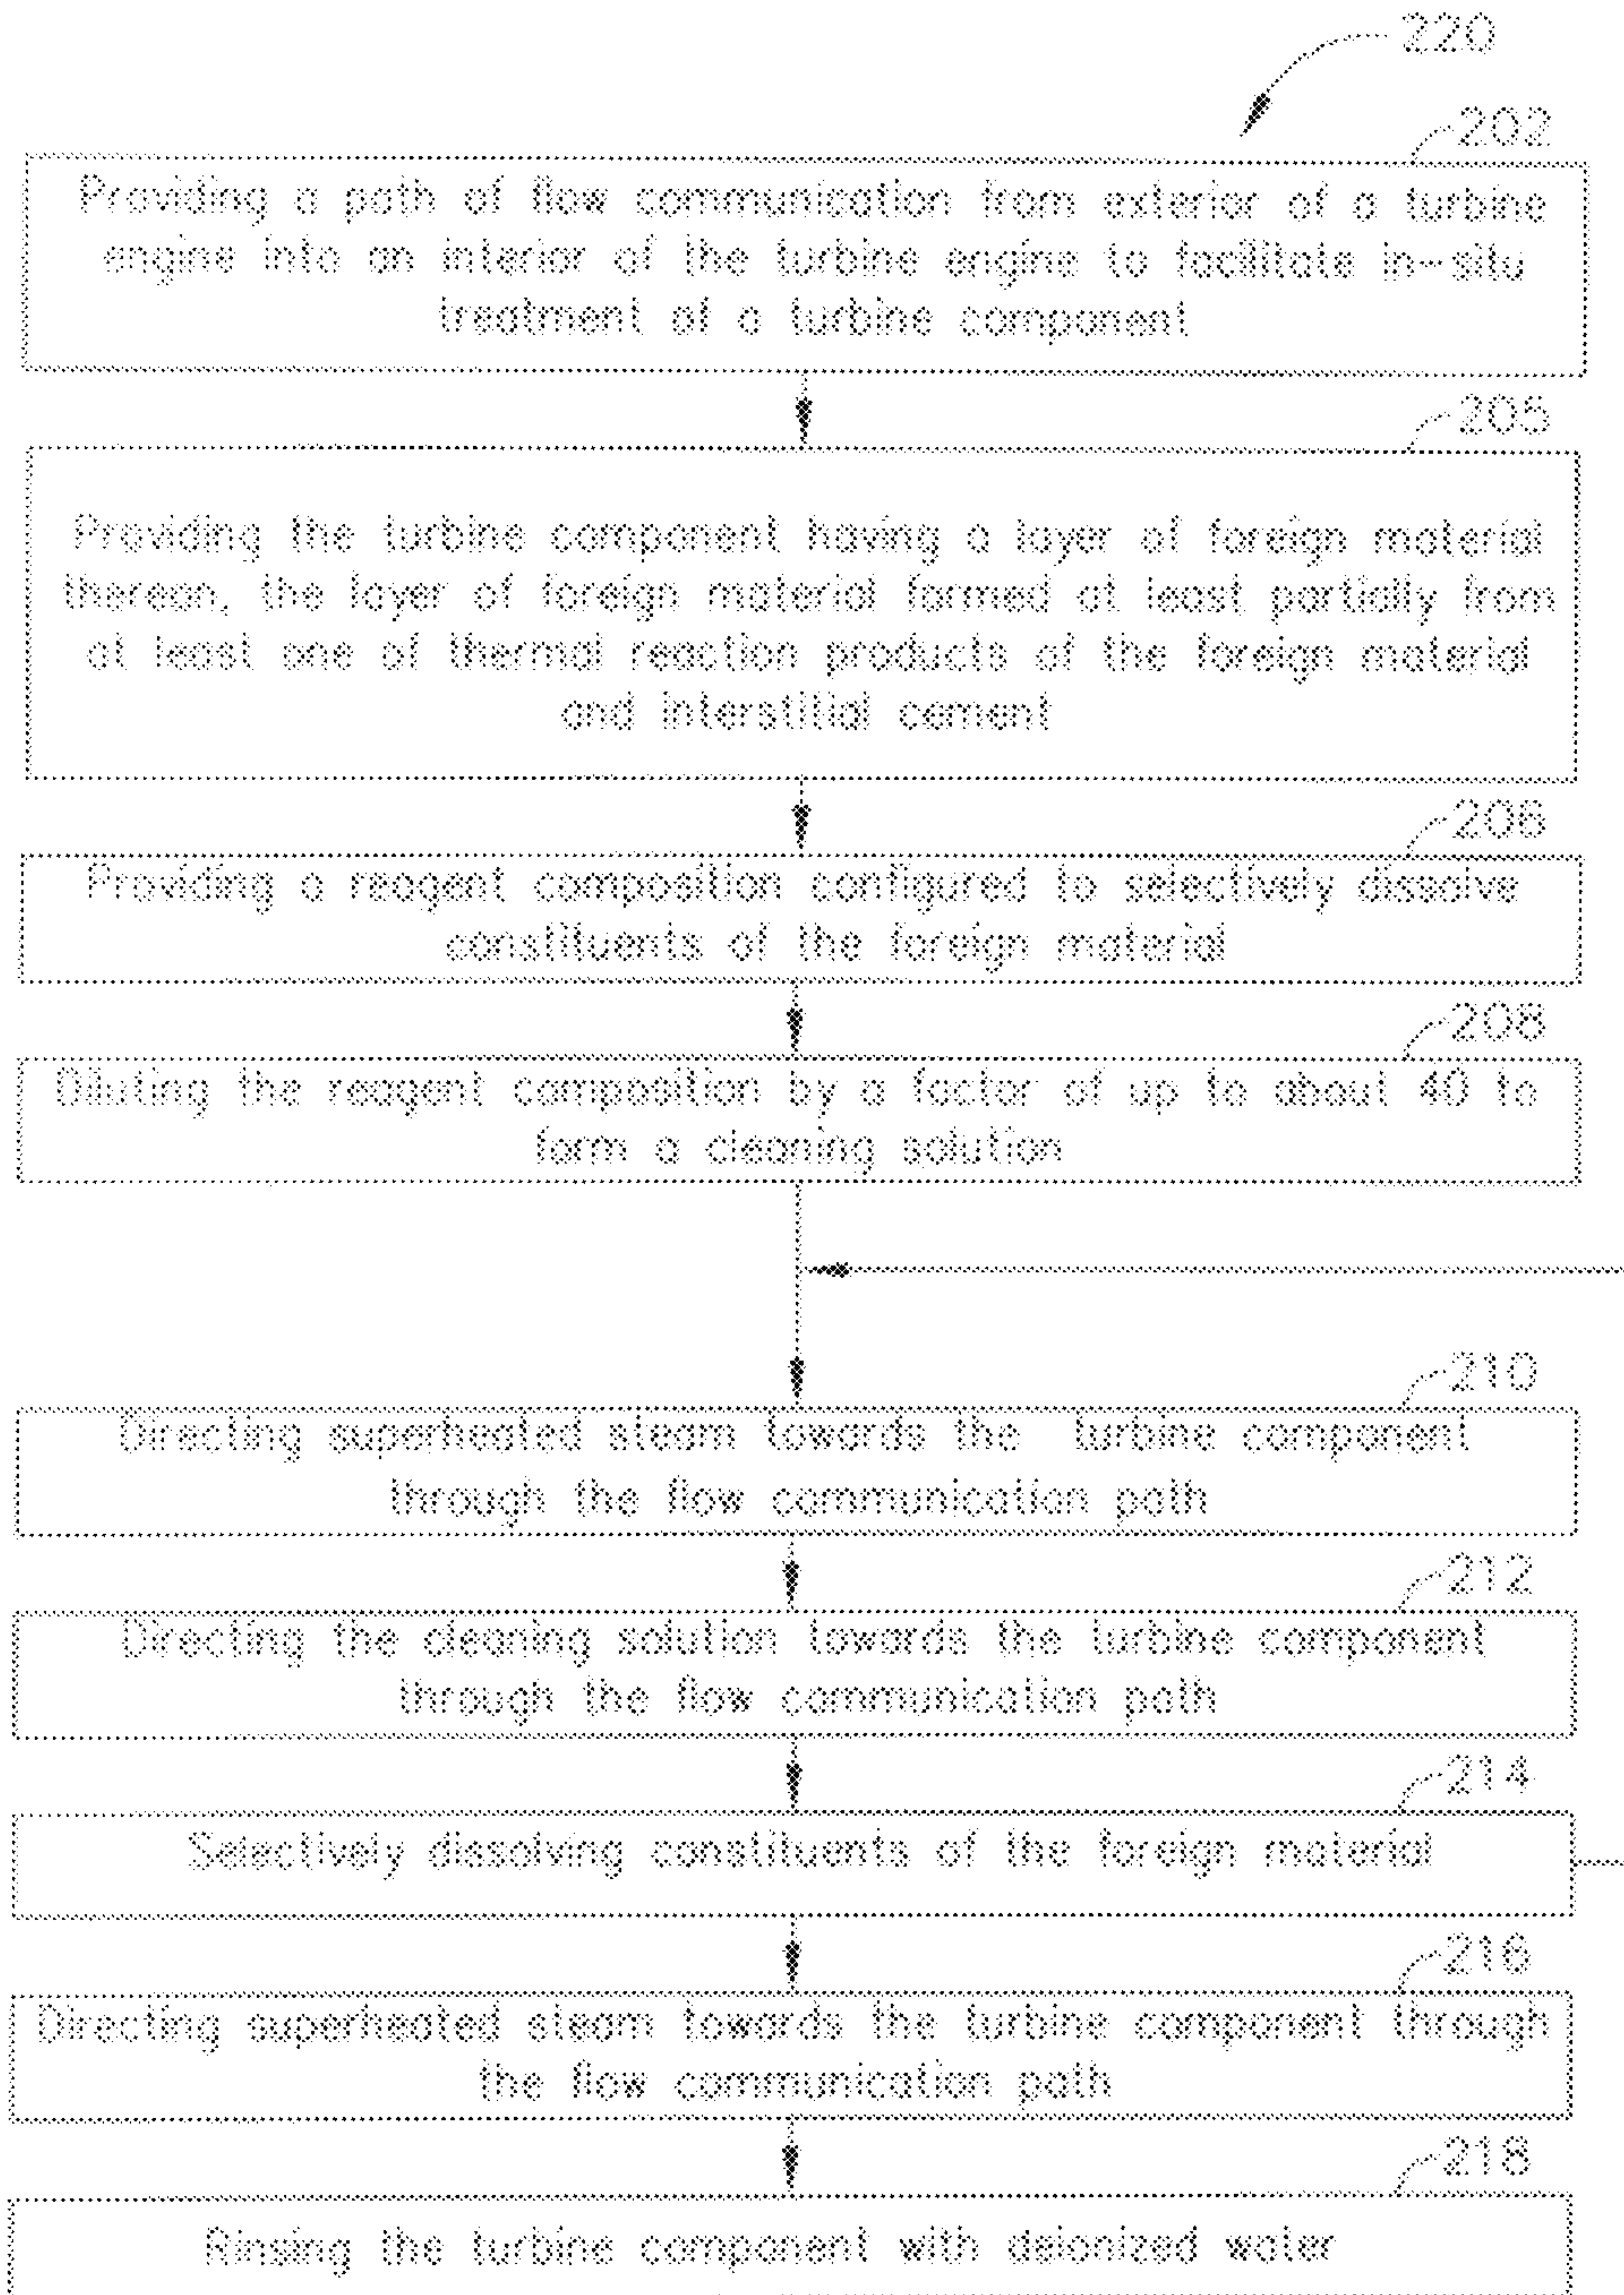 220
202
Providing a path of flow communication from exterior of a turbine
engine into an interior of the turbine engine to facilitate in-situ
treatment of a turbine component
205
Providing the turbine component having a layer of foreign material
thereon, the layer of foreign material formed at least partially from
at least one of thermal reaction products of the foreign material
and interstitial cement
206
Providing a reagent composition configured to selectively dissolve
constituents of the foreign material
208
Diluting the reagent composition by a factor of up to about 40 to
form a cleaning solution
210
Directing superheated steam towards the turbine component
through the flow communication path
212
Directing the cleaning solution towards the turbine component
through the flow communication path
214
Selectively dissolving constituents of the foreign material
216
Directing superheated steam towards the turbine component through
the flow communication path
218
Rinsing the turbine component with deionized water